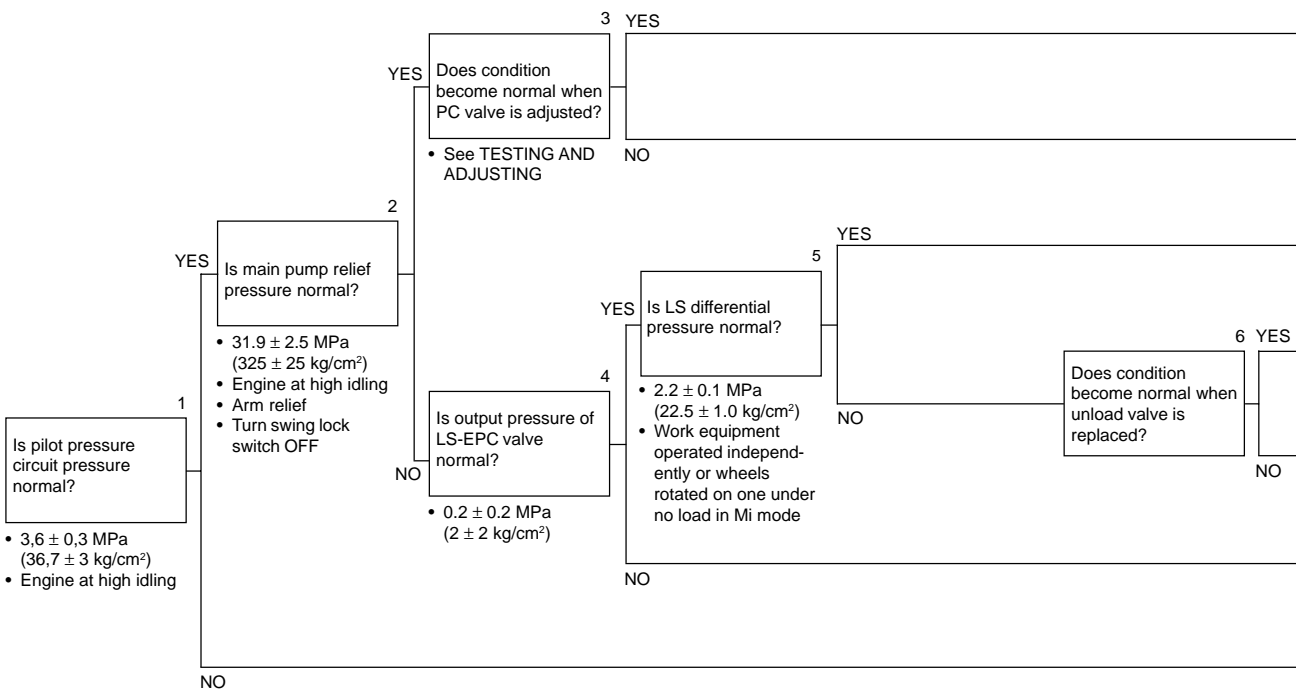 1
Is pilot pressure
circuit pressure
normal?
• 3,6 ± 0,3 MPa
(36,7 ± 3 kg/cm²)
• Engine at high idling
YES
NO
2
Is main pump relief
pressure normal?
• 31.9 ± 2.5 MPa
(325 ± 25 kg/cm²)
• Engine at high idling
• Arm relief
• Turn swing lock
switch OFF
YES
NO
3
Does condition
become normal when
PC valve is adjusted?
• See TESTING AND
ADJUSTING
YES
NO
4
Is output pressure of
LS-EPC valve
normal?
• 0.2 ± 0.2 MPa
(2 ± 2 kg/cm²)
YES
NO
5
Is LS differential
pressure normal?
• 2.2 ± 0.1 MPa
(22.5 ± 1.0 kg/cm²)
• Work equipment
operated independ-
ently or wheels
rotated on one under
no load in Mi mode
YES
NO
6
Does condition
become normal when
unload valve is
replaced?
YES
NO